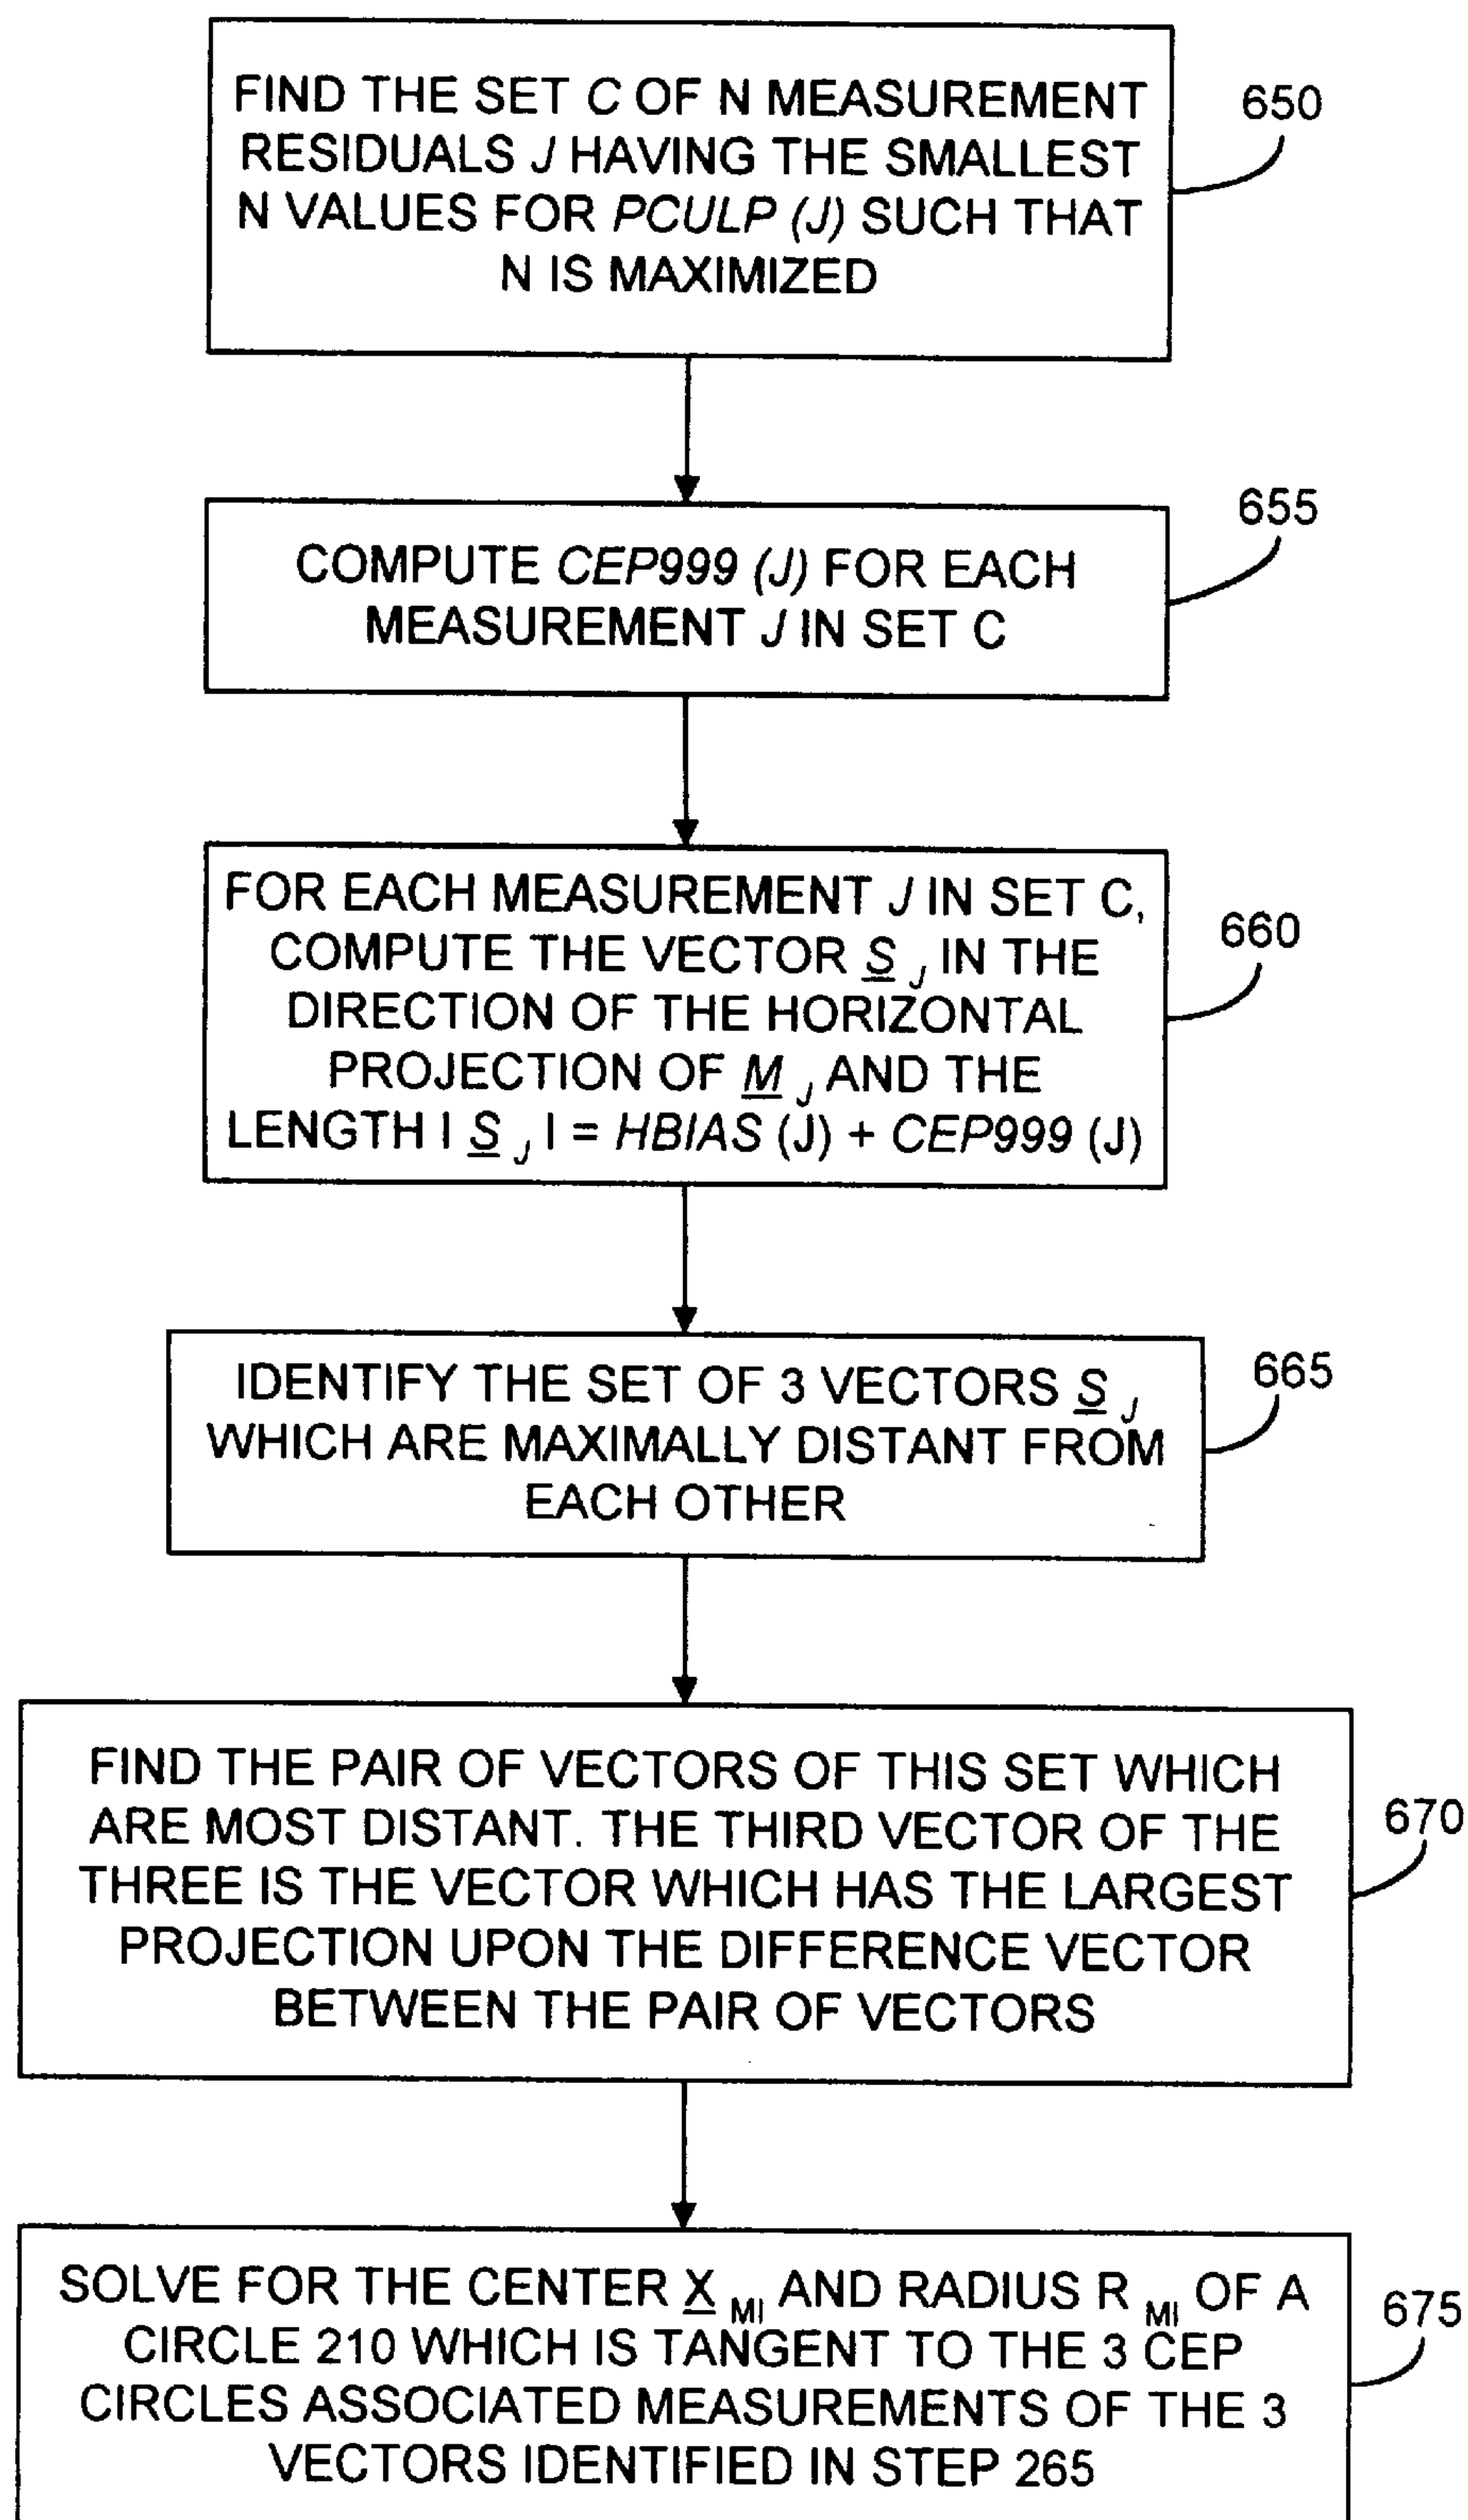 FIND THE SET C OF N MEASUREMENT
RESIDUALS J HAVING THE SMALLEST
N VALUES FOR PCULP (J) SUCH THAT
N IS MAXIMIZED
650
COMPUTE CEP999 (J) FOR EACH
MEASUREMENT J IN SET C
655
FOR EACH MEASUREMENT J IN SET C,
COMPUTE THE VECTOR S J IN THE
DIRECTION OF THE HORIZONTAL
PROJECTION OF M J AND THE
LENGTH I S J I = HBIAS (J) + CEP999 (J)
660
IDENTIFY THE SET OF 3 VECTORS S J
WHICH ARE MAXIMALLY DISTANT FROM
EACH OTHER
665
FIND THE PAIR OF VECTORS OF THIS SET WHICH
ARE MOST DISTANT. THE THIRD VECTOR OF THE
THREE IS THE VECTOR WHICH HAS THE LARGEST
PROJECTION UPON THE DIFFERENCE VECTOR
BETWEEN THE PAIR OF VECTORS
670
SOLVE FOR THE CENTER X MI AND RADIUS R MI OF A
CIRCLE 210 WHICH IS TANGENT TO THE 3 CEP
CIRCLES ASSOCIATED MEASUREMENTS OF THE 3
VECTORS IDENTIFIED IN STEP 265
675